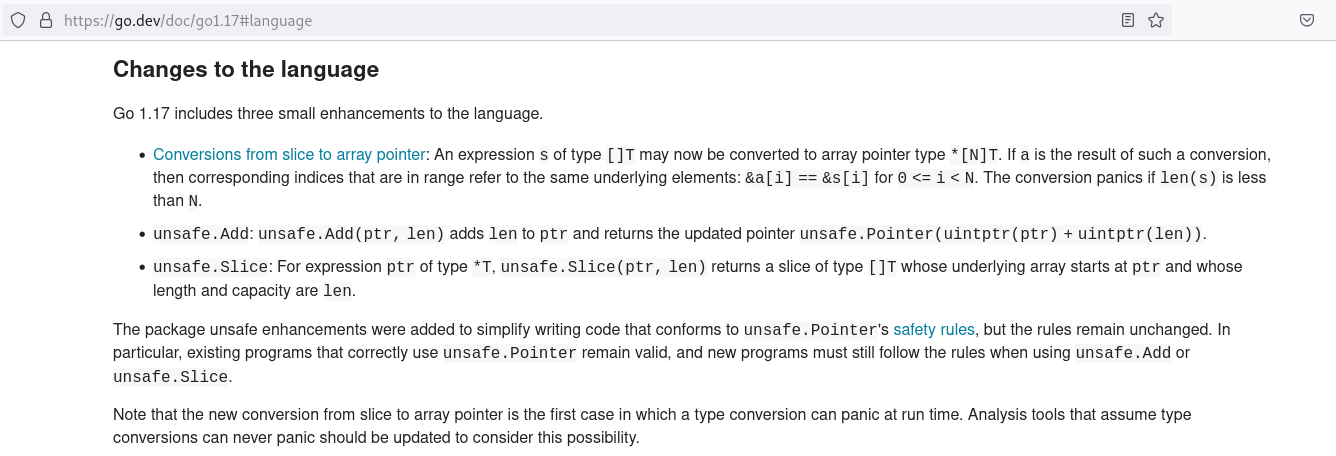 https://go.dev/doc/go1.17#language
Changes to the language
Go 1.17 includes three small enhancements to the language.
• Conversions from slice to array pointer: An expression s of type []T may now be converted to array pointer type *[N]T. If a is the result of such a conversion,
then corresponding indices that are in range refer to the same underlying elements: &a[i] == &s[i] for 0 <= i < N. The conversion panics if len(s) is less
than N.
• unsafe.Add: unsafe.Add(ptr, len) adds len to ptr and returns the updated pointer unsafe.Pointer(uintptr(ptr) + uintptr(len)).
• unsafe.Slice: For expression ptr of type *T, unsafe.Slice(ptr, len) returns a slice of type []T whose underlying array starts at ptr and whose
length and capacity are len.
The package unsafe enhancements were added to simplify writing code that conforms to unsafe.Pointer's safety rules, but the rules remain unchanged. In
particular, existing programs that correctly use unsafe.Pointer remain valid, and new programs must still follow the rules when using unsafe.Add or
unsafe.Slice.
Note that the new conversion from slice to array pointer is the first case in which a type conversion can panic at run time. Analysis tools that assume type
conversions can never panic should be updated to consider this possibility.